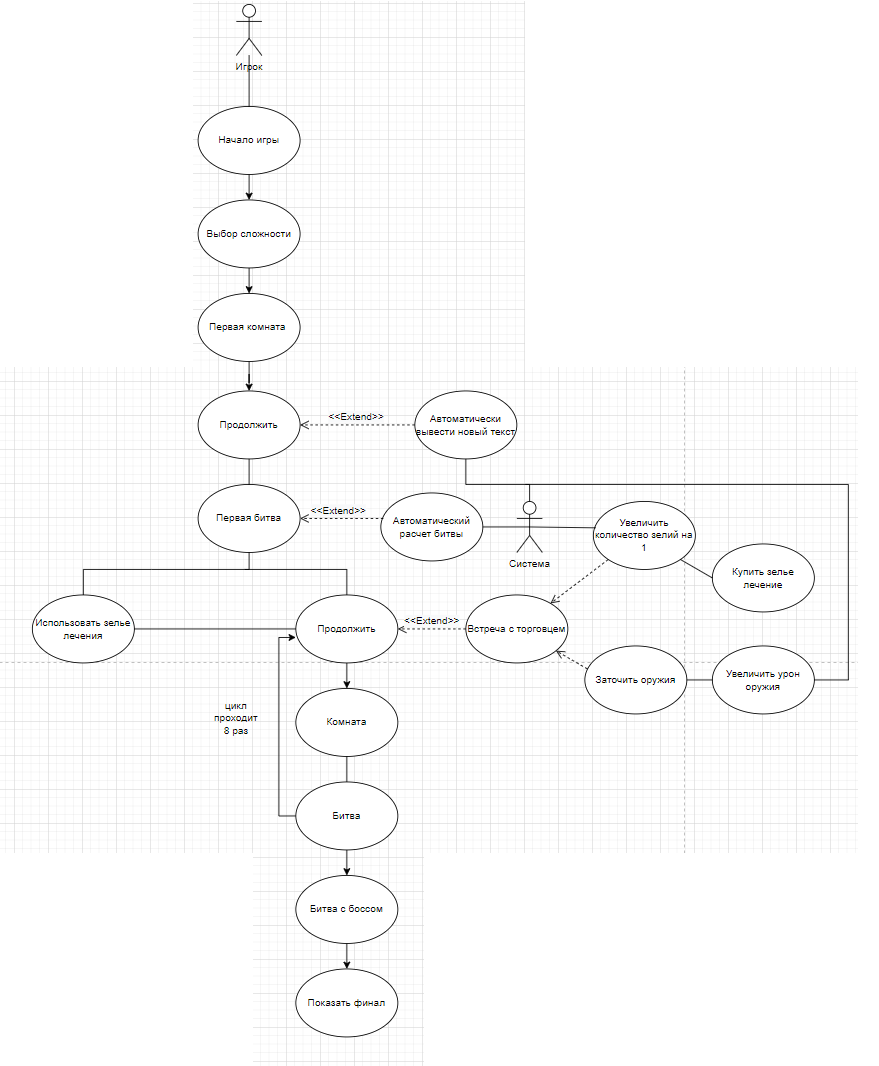 Игрок
Начало игры
Выбор сложности
Первая комната
Продолжить
<<Extend>>
Автоматически
вывести новый текст
Первая битва
<<Extend>>
Автоматический
расчет битвы
Система
Увеличить
количество зелий на
1
Купить зелье
лечение
Использовать зелье
лечения
Продолжить
<<Extend>>
Встреча с торговцем
Заточить оружия
Увеличить урон
оружия
цикл
проходит
8 раз
Комната
Битва
Битва с боссом
Показать финал